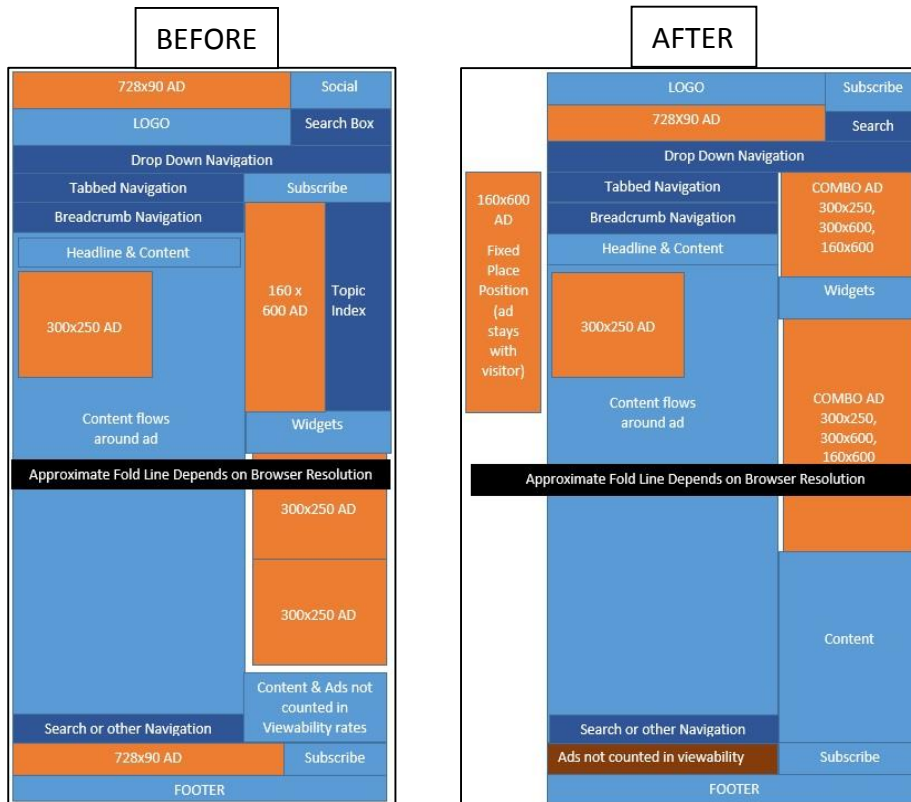 BEFORE
728x90 AD
Social
LOGO
Search Box
Drop Down Navigation
Tabbed Navigation
Subscribe
Breadcrumb Navigation
Headline & Content
160 x
600 AD
Topic
Index
300x250 AD
Content flows
around ad
Widgets
Approximate Fold Line Depends on Browser Resolution
300x250 AD
300x250 AD
Content & Ads not
counted in
Viewability rates
Search or other Navigation
728x90 AD
Subscribe
FOOTER
AFTER
LOGO
Subscribe
728X90 AD
Search
Drop Down Navigation
160x600
AD
Fixed
Place
Position
(ad
stays
with
visitor)
Tabbed Navigation
COMBO AD
300x250,
300x600,
160x600
Breadcrumb Navigation
Headline & Content
Widgets
300x250 AD
Content flows
around ad
COMBO AD
300x250,
300x600,
160x600
Approximate Fold Line Depends on Browser Resolution
Content
Search or other Navigation
Ads not counted in viewability
Subscribe
FOOTER